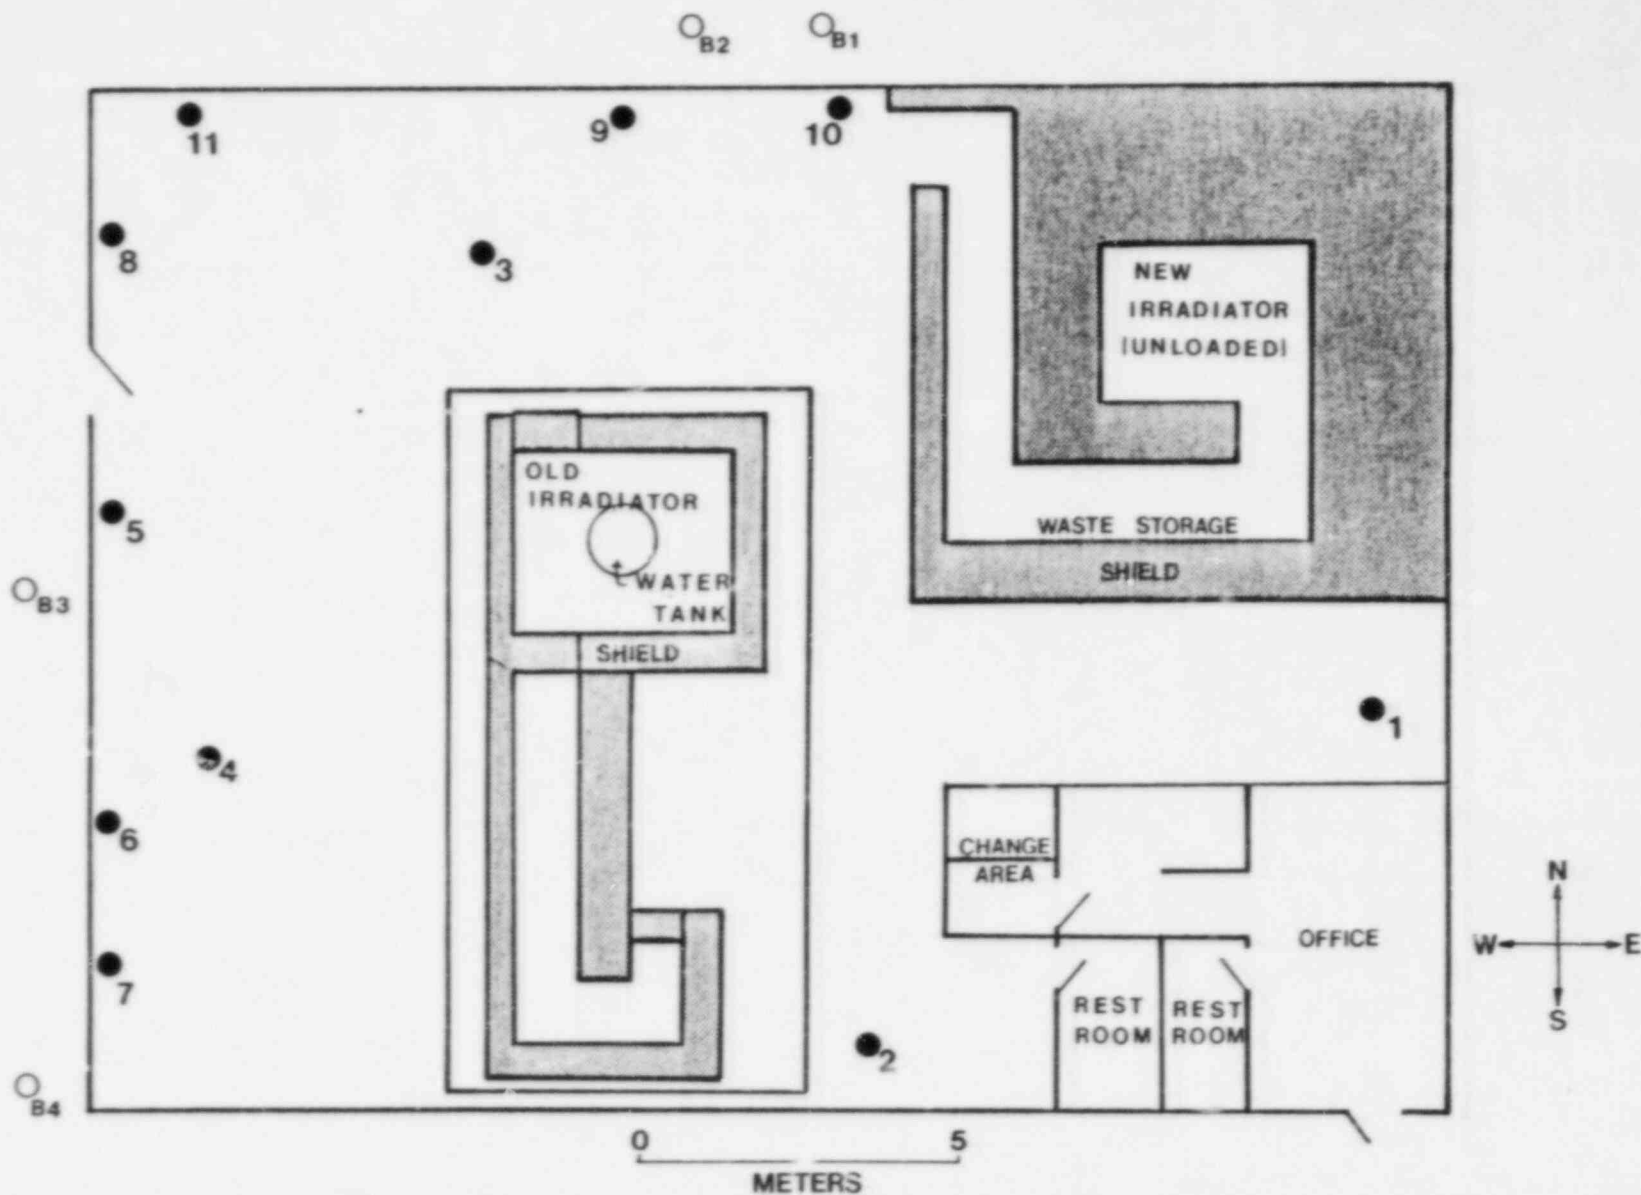 B2
B1
11
9
10
8
3
NEW
IRRADIATOR
(UNLOADED)
OLD
IRRADIATOR
5
WASTE STORAGE
WATER
B3
SHIELD
TANK
SHIELD
1
4
6
CHANGE
AREA
N
OFFICE
W
E
7
REST
ROOM
REST
ROOM
S
2
B4
0
5
METERS